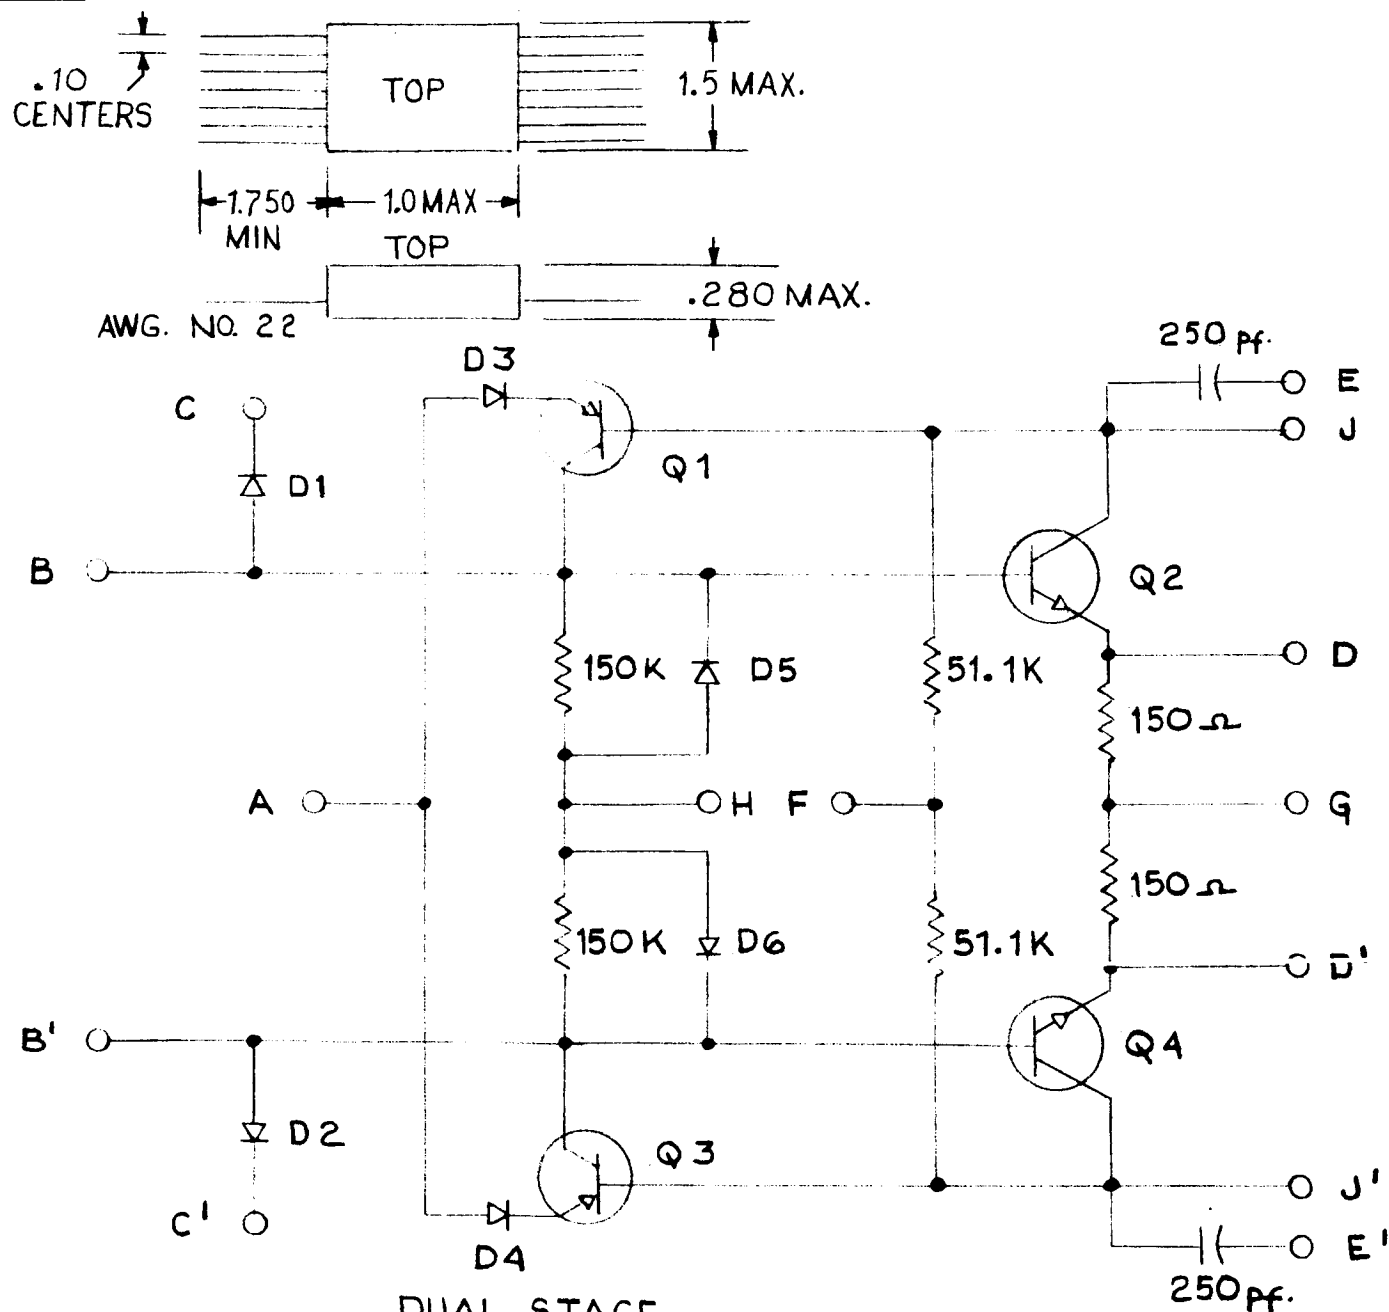 .10
CENTERS
TOP
1.5 MAX.
1.750
MIN
1.0 MAX
TOP
.280 MAX.
AWG. NO. 22
D3
250 pf.
E
C
J
Q1
D1
B
Q2
150K
D5
51.1K
D
150 Ω
A
H
F
G
150 Ω
150K
D6
51.1K
D'
B'
Q4
D2
Q3
C'
J'
D4
E'
250 pf.
DUAL STAGE